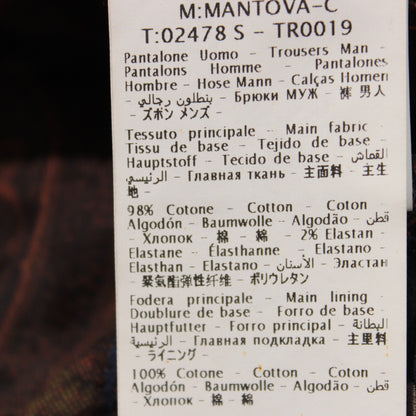 M:MANTOVA-C
T:02478 S -- TR0019
Pantalone Uomo - Trousers Man -
Pantalons Homme - Pantalones
Hombre - Hose Mann - Calças Homen
- Брюки МУЖ - 裤 男人 - بنطلون رجالي
- ズボン メンズ -
Tessuto principale - Main fabric -
Tissu de base - Tejido de base -
Hauptstoff - Tecido de base - القماش
الرئيسي - Главная ткань - 主面料 - 主生
地 -
98% Cotone - Cotton - Coton -
Algodón - Baumwolle - Algodão - قطن
- Хлопок - 棉 - 綿 - 2% Elastan -
Elastane - Élasthanne - Elastano -
Elasthan - Elastano - الأستان - Эластан
- 聚氨酯弹性纤维 - ポリウレタン
Fodera principale - Main lining -
Doublure de base - Forro de base -
Hauptfutter - Forro principal - البطانة
الرئيسية - Главная подкладка - 主里料
- ライニング -
100% Cotone - Cotton - Coton -
Algodón - Baumwolle - Algodão - قطن
- Хлопок - 棉 - 綿